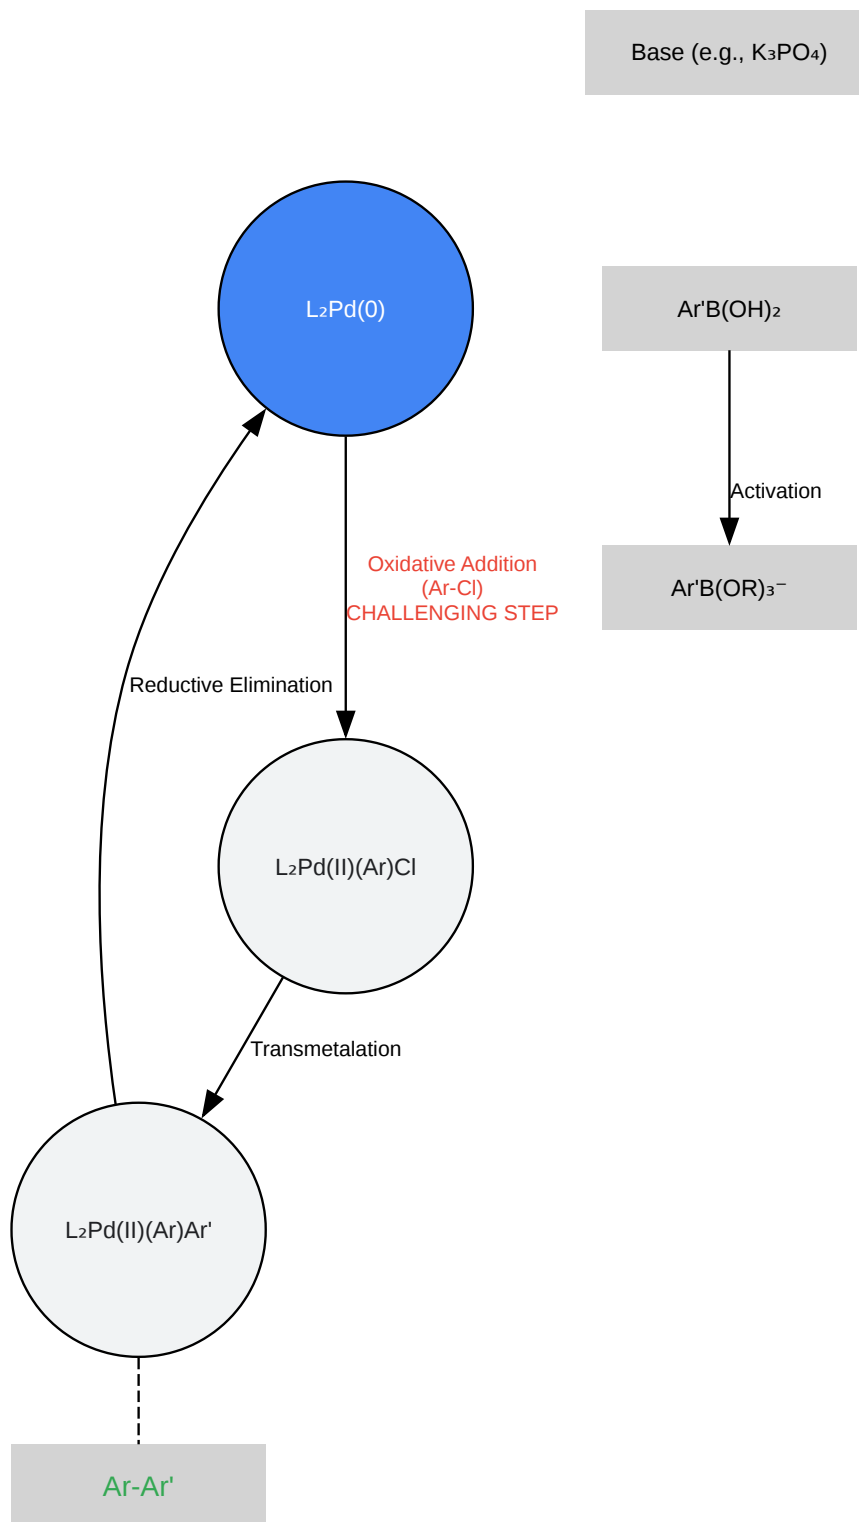 Base (e.g., K₃PO₄)
L₂Pd(0)
Ar'B(OH)₂
Activation
Oxidative Addition
(Ar-Cl)
CHALLENGING STEP
Ar'B(OR)₃⁻
Reductive Elimination
L₂Pd(II)(Ar)Cl
Transmetalation
L₂Pd(II)(Ar)Ar'
Ar-Ar'